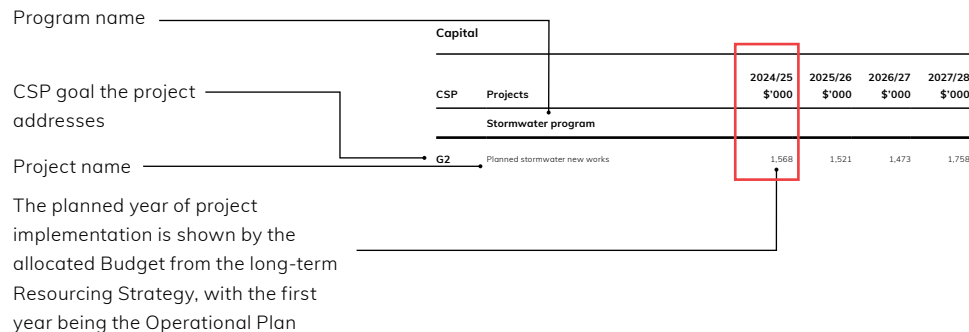 Program name
CSP goal the project
addresses
Project name
The planned year of project
implementation is shown by the
allocated Budget from the long-term
Resourcing Strategy, with the first
year being the Operational Plan
Capital
2024/25 2025/26 2026/27 2027/28
CSP Projects $'000 $'000 $'000 $'000
Stormwater program
G2 Planned stormwater new works 1,568 1,521 1,473 1,758